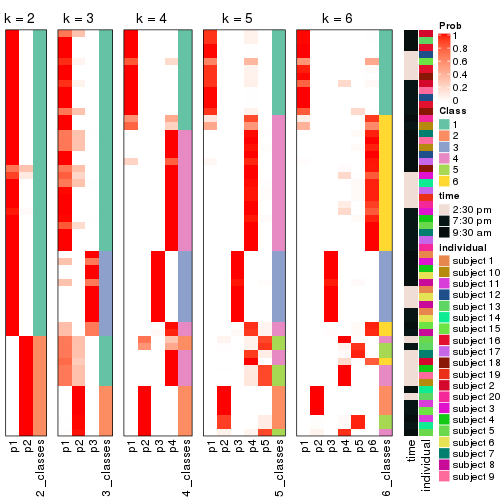 k = 2
k = 3
k = 4
k = 5
k = 6
p1
p2
2_classes
p1
p2
p3
3_classes
p1
p2
p3
p4
4_classes
p1
p2
p3
p4
p5
5_classes
p1
p2
p3
p4
p5
p6
6_classes
time
individual
Prob
1
0.8
0.6
0.4
0.2
0
Class
1
2
3
4
5
6
time
2:30 pm
7:30 pm
9:30 am
individual
subject 1
subject 10
subject 11
subject 12
subject 13
subject 14
subject 15
subject 16
subject 17
subject 18
subject 19
subject 2
subject 20
subject 3
subject 4
subject 5
subject 6
subject 7
subject 8
subject 9